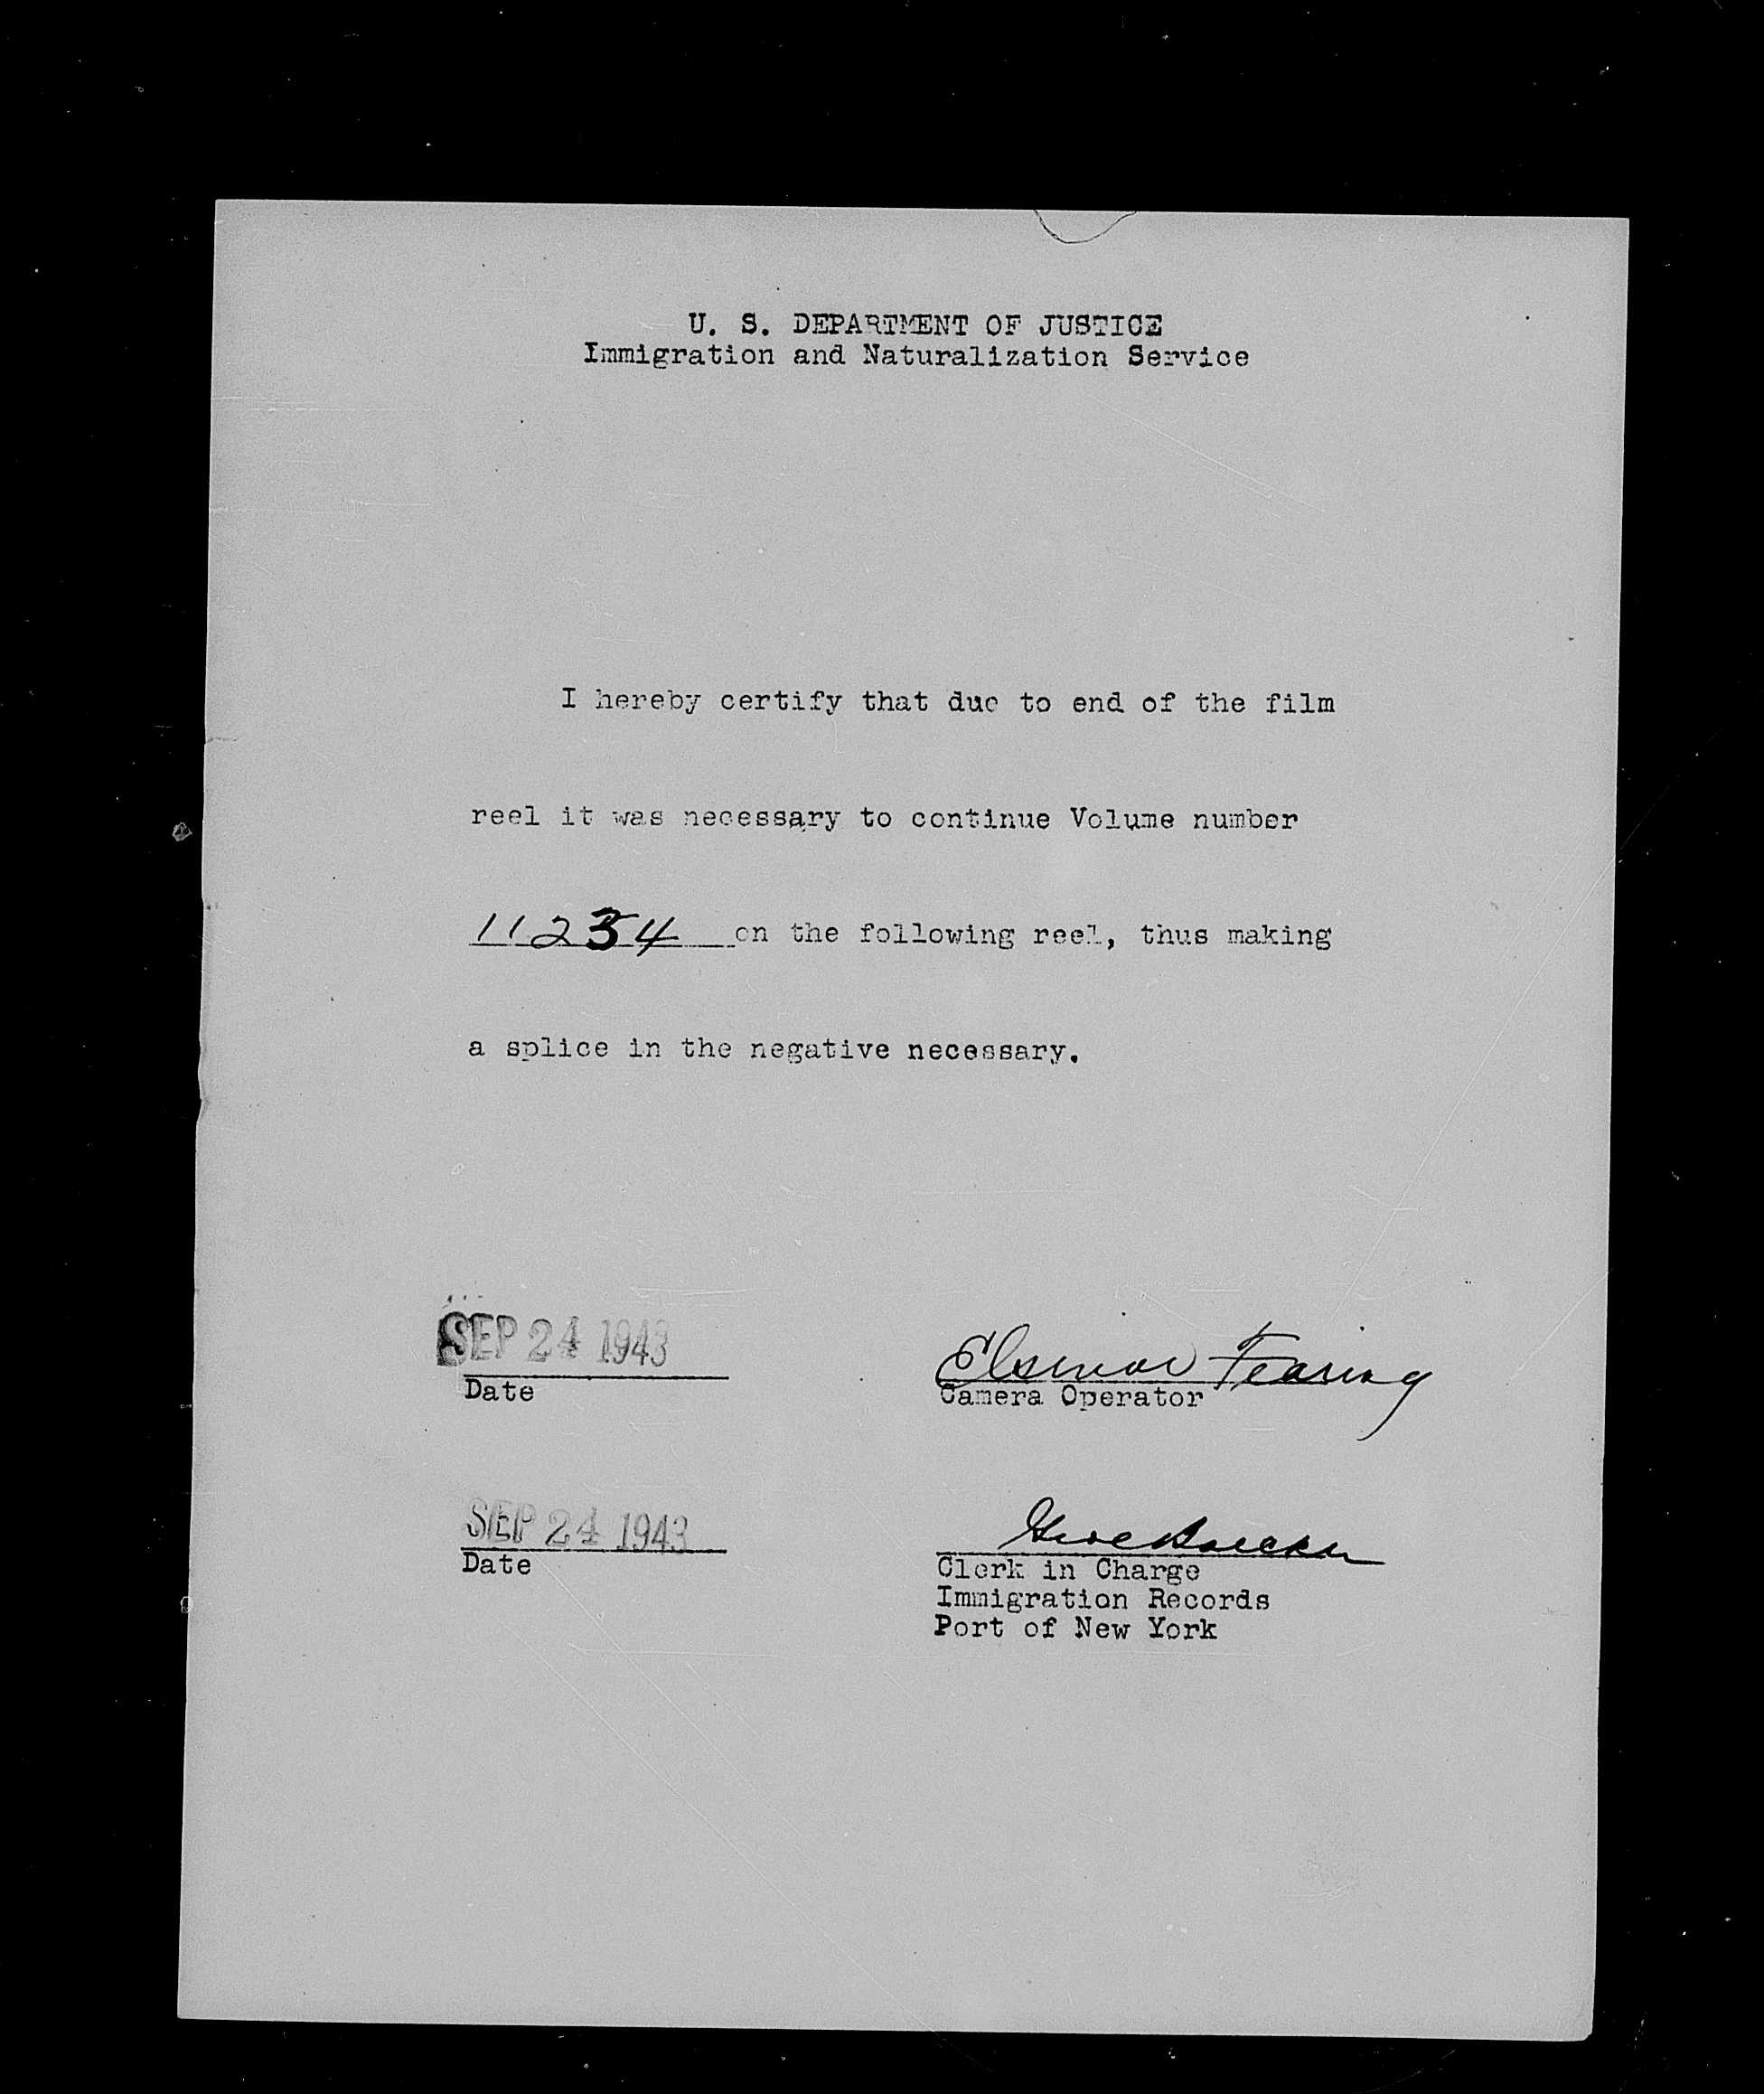 U. S. DEPARTMENT OF JUSTICE
Immigration and Naturalization Service
I hereby certify that due to end of the film
reel it was necessary to continue Volume number
11234 on the following reel, thus making
a splice in the negative necessary.
SEP 24 1943
Date
Eleanor Fearing
Camera Operator
SEP 24 1943
Date
Clerk in Charge
Immigration Records
Port of New York